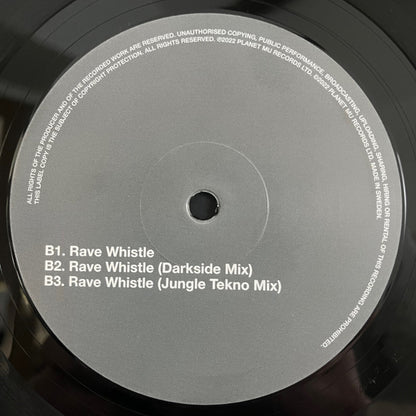 ALL RIGHTS OF THE PRODUCER AND OF THE RECORDED WORK ARE RESERVED. UNAUTHORISED COPYING, PUBLIC PERFORMANCE, BROADCASTING, UPLOADING, SHARING, HIRING OR RENTAL OF THIS RECORDING ARE PROHIBITED.
THIS LABEL COPY IS THE SUBJECT OF COPYRIGHT PROTECTION. ALL RIGHTS RESERVED. ℗2022 PLANET MU RECORDS LTD. ©2022 PLANET MU RECORDS LTD. MADE IN SWEDEN.
B1. Rave Whistle
B2. Rave Whistle (Darkside Mix)
B3. Rave Whistle (Jungle Tekno Mix)